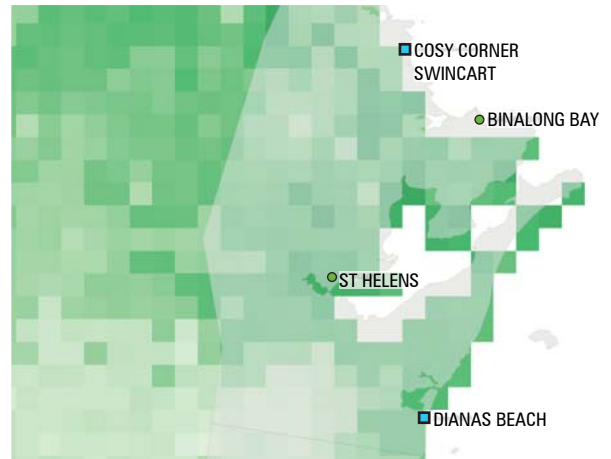 COSY CORNER
SWINCART
BINALONG BAY
ST HELENS
DIANAS BEACH